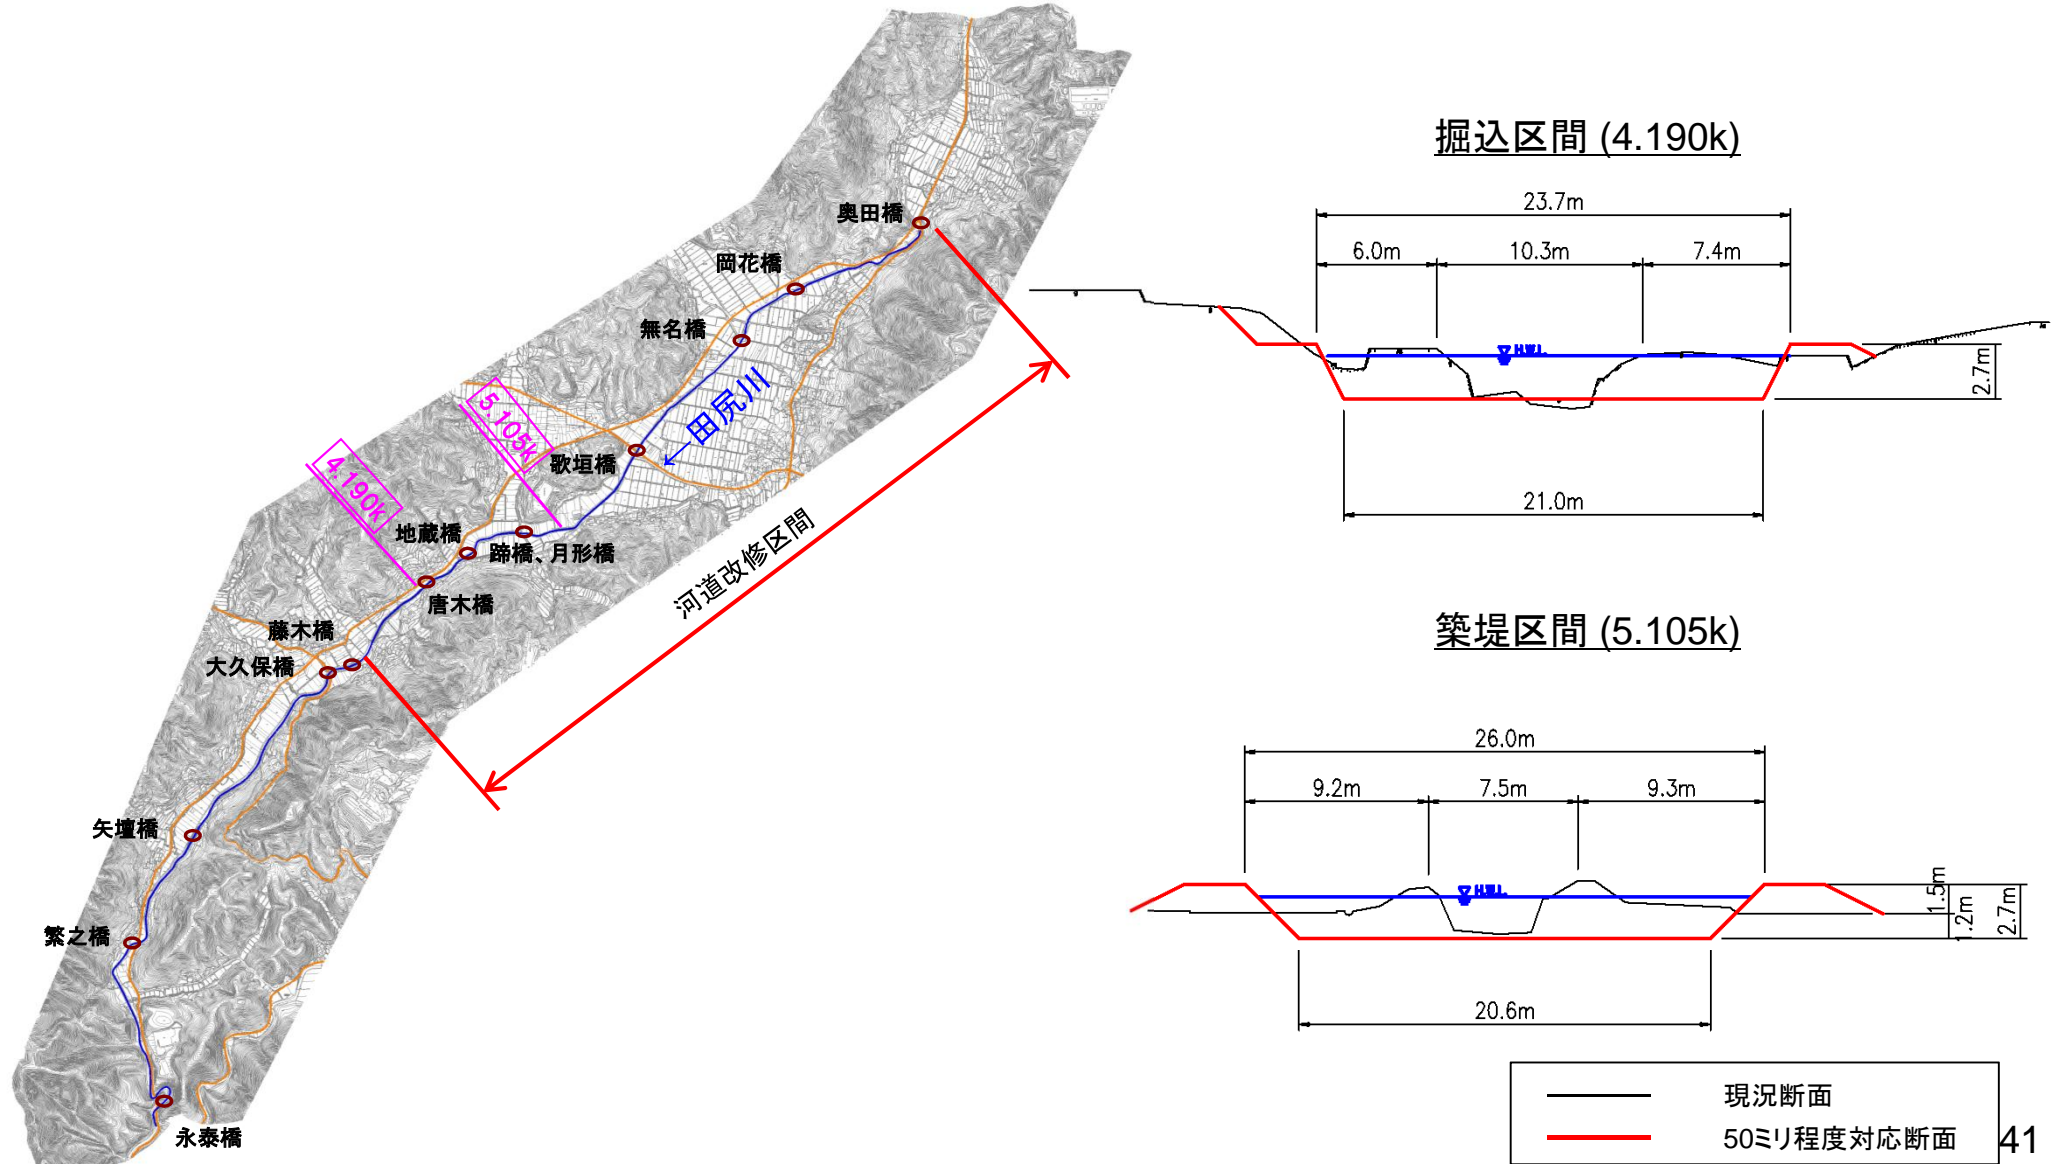 奥田橋
岡花橋
無名橋
田尻川
5.105k
歌垣橋
4.190k
地蔵橋
蹄橋、月形橋
河道改修区間
唐木橋
藤木橋
大久保橋
矢壇橋
繁之橋
永泰橋
掘込区間 (4.190k)
23.7m
6.0m
10.3m
7.4m
H.W.L.
2.7m
21.0m
築堤区間 (5.105k)
26.0m
9.2m
7.5m
9.3m
H.W.L.
1.5m
1.2m
2.7m
20.6m
現況断面
50ミリ程度対応断面
41